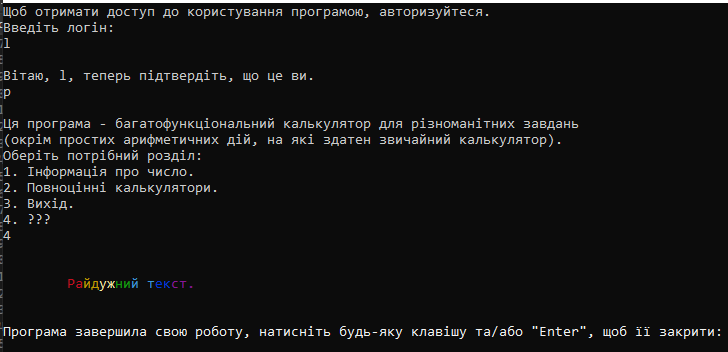 Щоб отримати доступ до користування програмою, авторизуйтеся.
Введіть логін:
l
Вітаю, l, теперь підтвердіть, що це ви.
p
Ця програма - багатофункціональний калькулятор для різноманітних завдань
(окрім простих арифметичних дій, на які здатен звичайний калькулятор).
Оберіть потрібний розділ:
1. Інформація про число.
2. Повноцінні калькулятори.
3. Вихід.
4. ???
4
Райдужний текст.
Програма завершила свою роботу, натисніть будь-яку клавішу та/або "Enter", щоб її закрити: